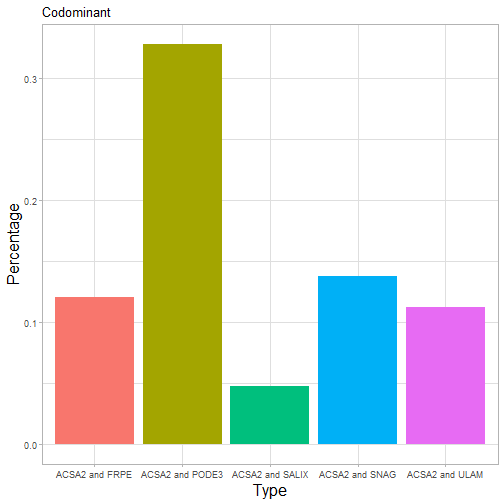 Codominant
Percentage
0.3
0.2
0.1
0.0
ACSA2 and FRPE ACSA2 and PODE3 ACSA2 and SALIX ACSA2 and SNAG ACSA2 and ULAM
Type